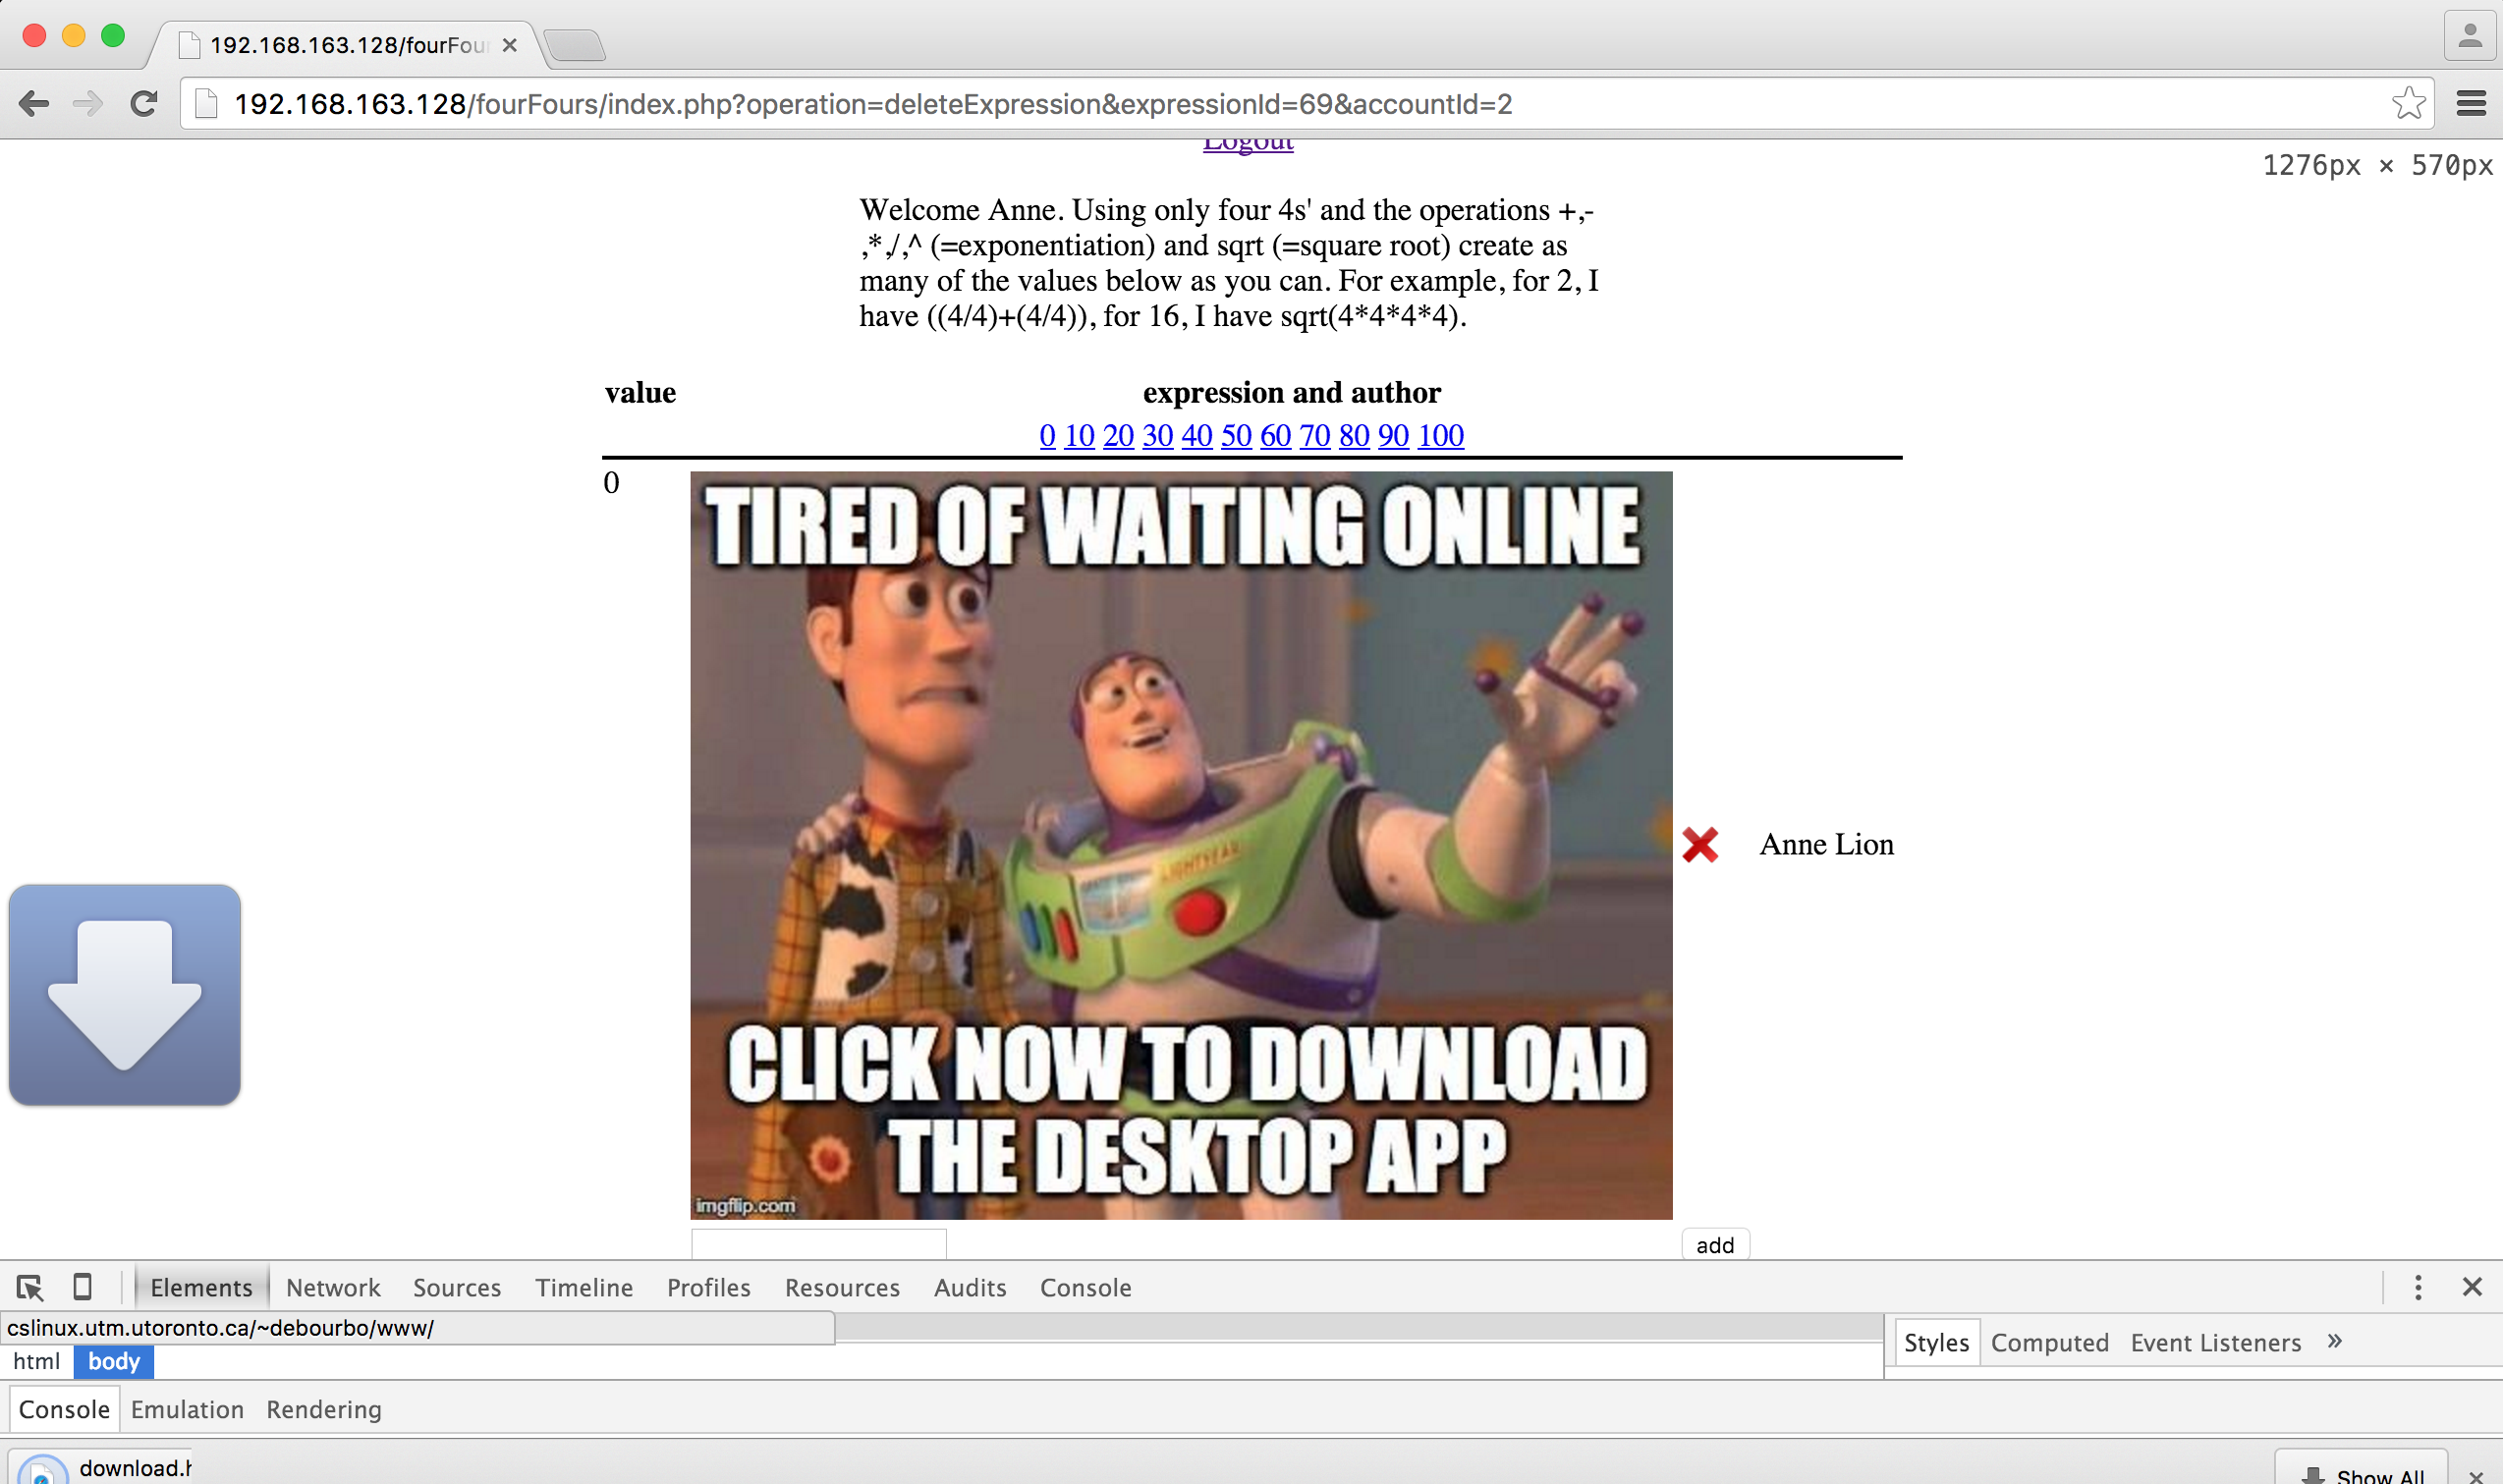 192.168.163.128/fourFou
192.168.163.128/fourFours/index.php?operation=deleteExpression&expressionId=69&accountId=2
Logout
1276px × 570px
Welcome Anne. Using only four 4s' and the operations +,-
,*,/,^ (=exponentiation) and sqrt (=square root) create as
many of the values below as you can. For example, for 2, I
have ((4/4)+(4/4)), for 16, I have sqrt(4*4*4*4).
value expression and author
0 10 20 30 40 50 60 70 80 90 100
0
TIRED OF WAITING ONLINE
LIGHTYEAR
CLICK NOW TO DOWNLOAD
THE DESKTOP APP
imgflip.com
Anne Lion
add
Elements Network Sources Timeline Profiles Resources Audits Console
cslinux.utm.utoronto.ca/~debourbo/www/
html body
Styles Computed Event Listeners »
Console Emulation Rendering
download.h
Show All